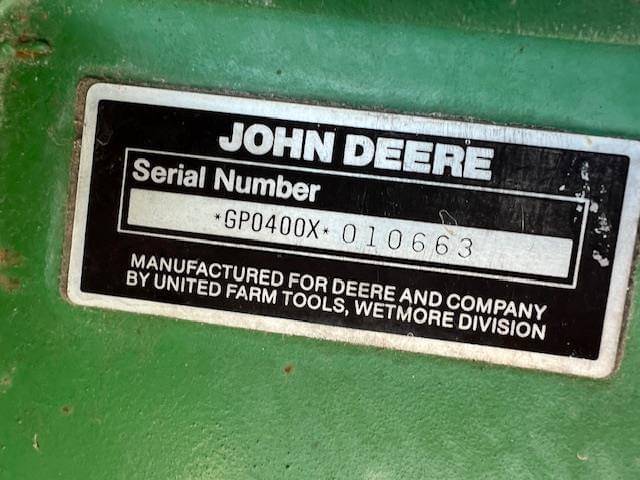 JOHN DEERE
Serial Number
*GP0400X* 010663
MANUFACTURED FOR DEERE AND COMPANY
BY UNITED FARM TOOLS, WETMORE DIVISION